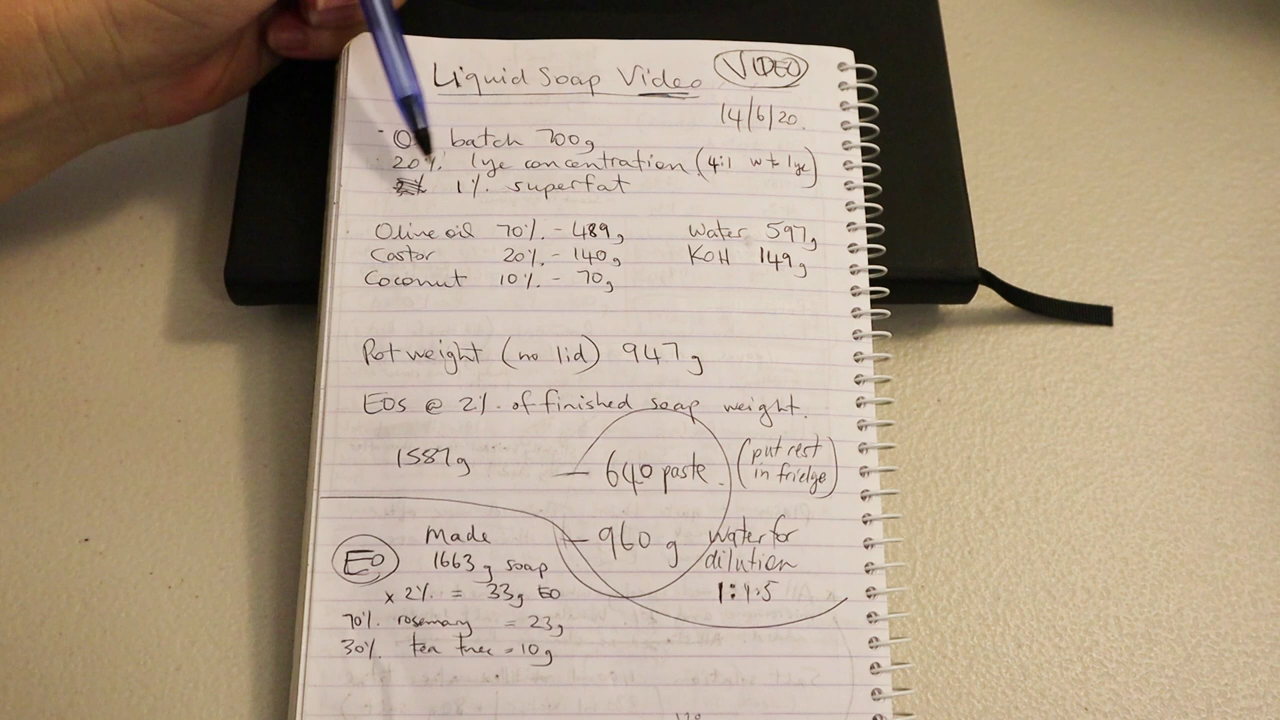 Liquid Soap Video VIDEO
14/6/20.
batch 700g
20% lye concentration (4:1 w to lye)
1% superfat
Olive oil 70% - 489g Water 597g
Castor 20% - 140g KOH 149g
Coconut 10% - 70g
Pot weight (no lid) 947g
EOs @ 2% of finished soap weight.
1587g - 640 paste. (put rest in fridge)
- 960g water for dilution
1:1.5
EO Made
1663g soap
x 2% = 33g EO
70% rosemary = 23g
30% tea tree = 10g